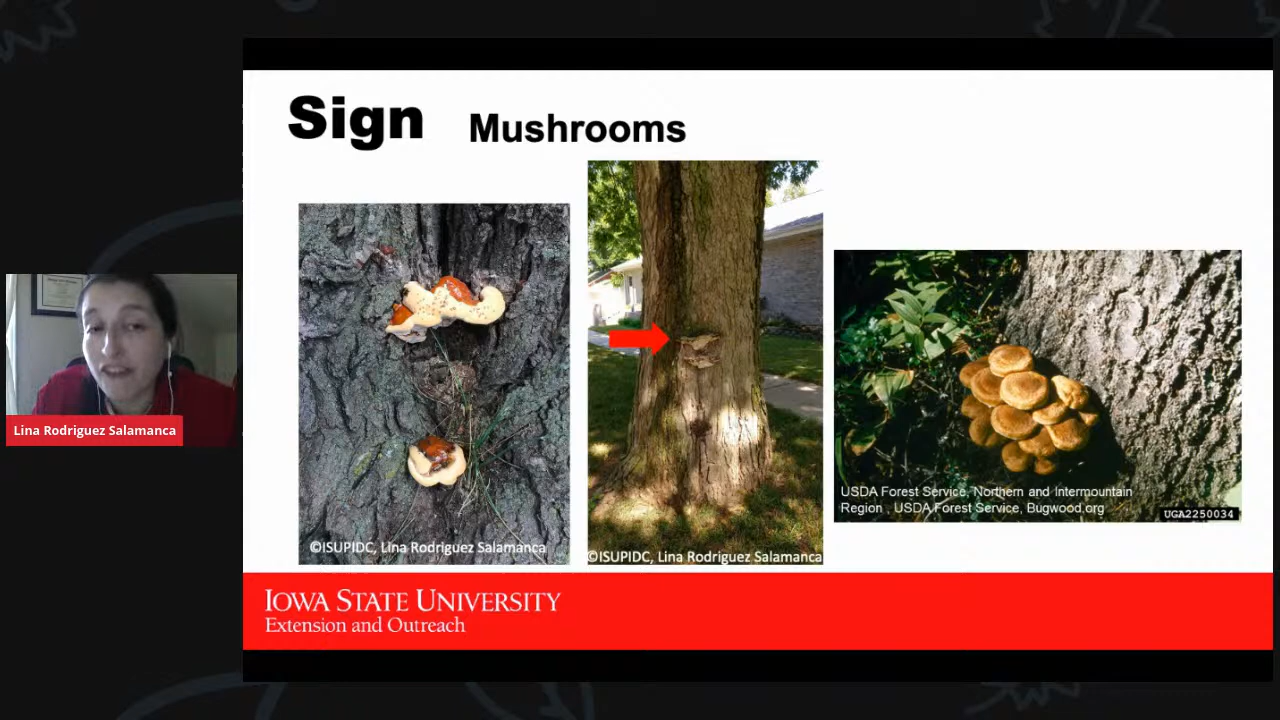 Sign Mushrooms
©ISUPIDC, Lina Rodriguez Salamanca
©ISUPIDC, Lina Rodriguez Salamanca
USDA Forest Service, Northern and Intermountain
Region , USDA Forest Service, Bugwood.org
UGA2250034
Lina Rodriguez Salamanca
IOWA STATE UNIVERSITY
Extension and Outreach